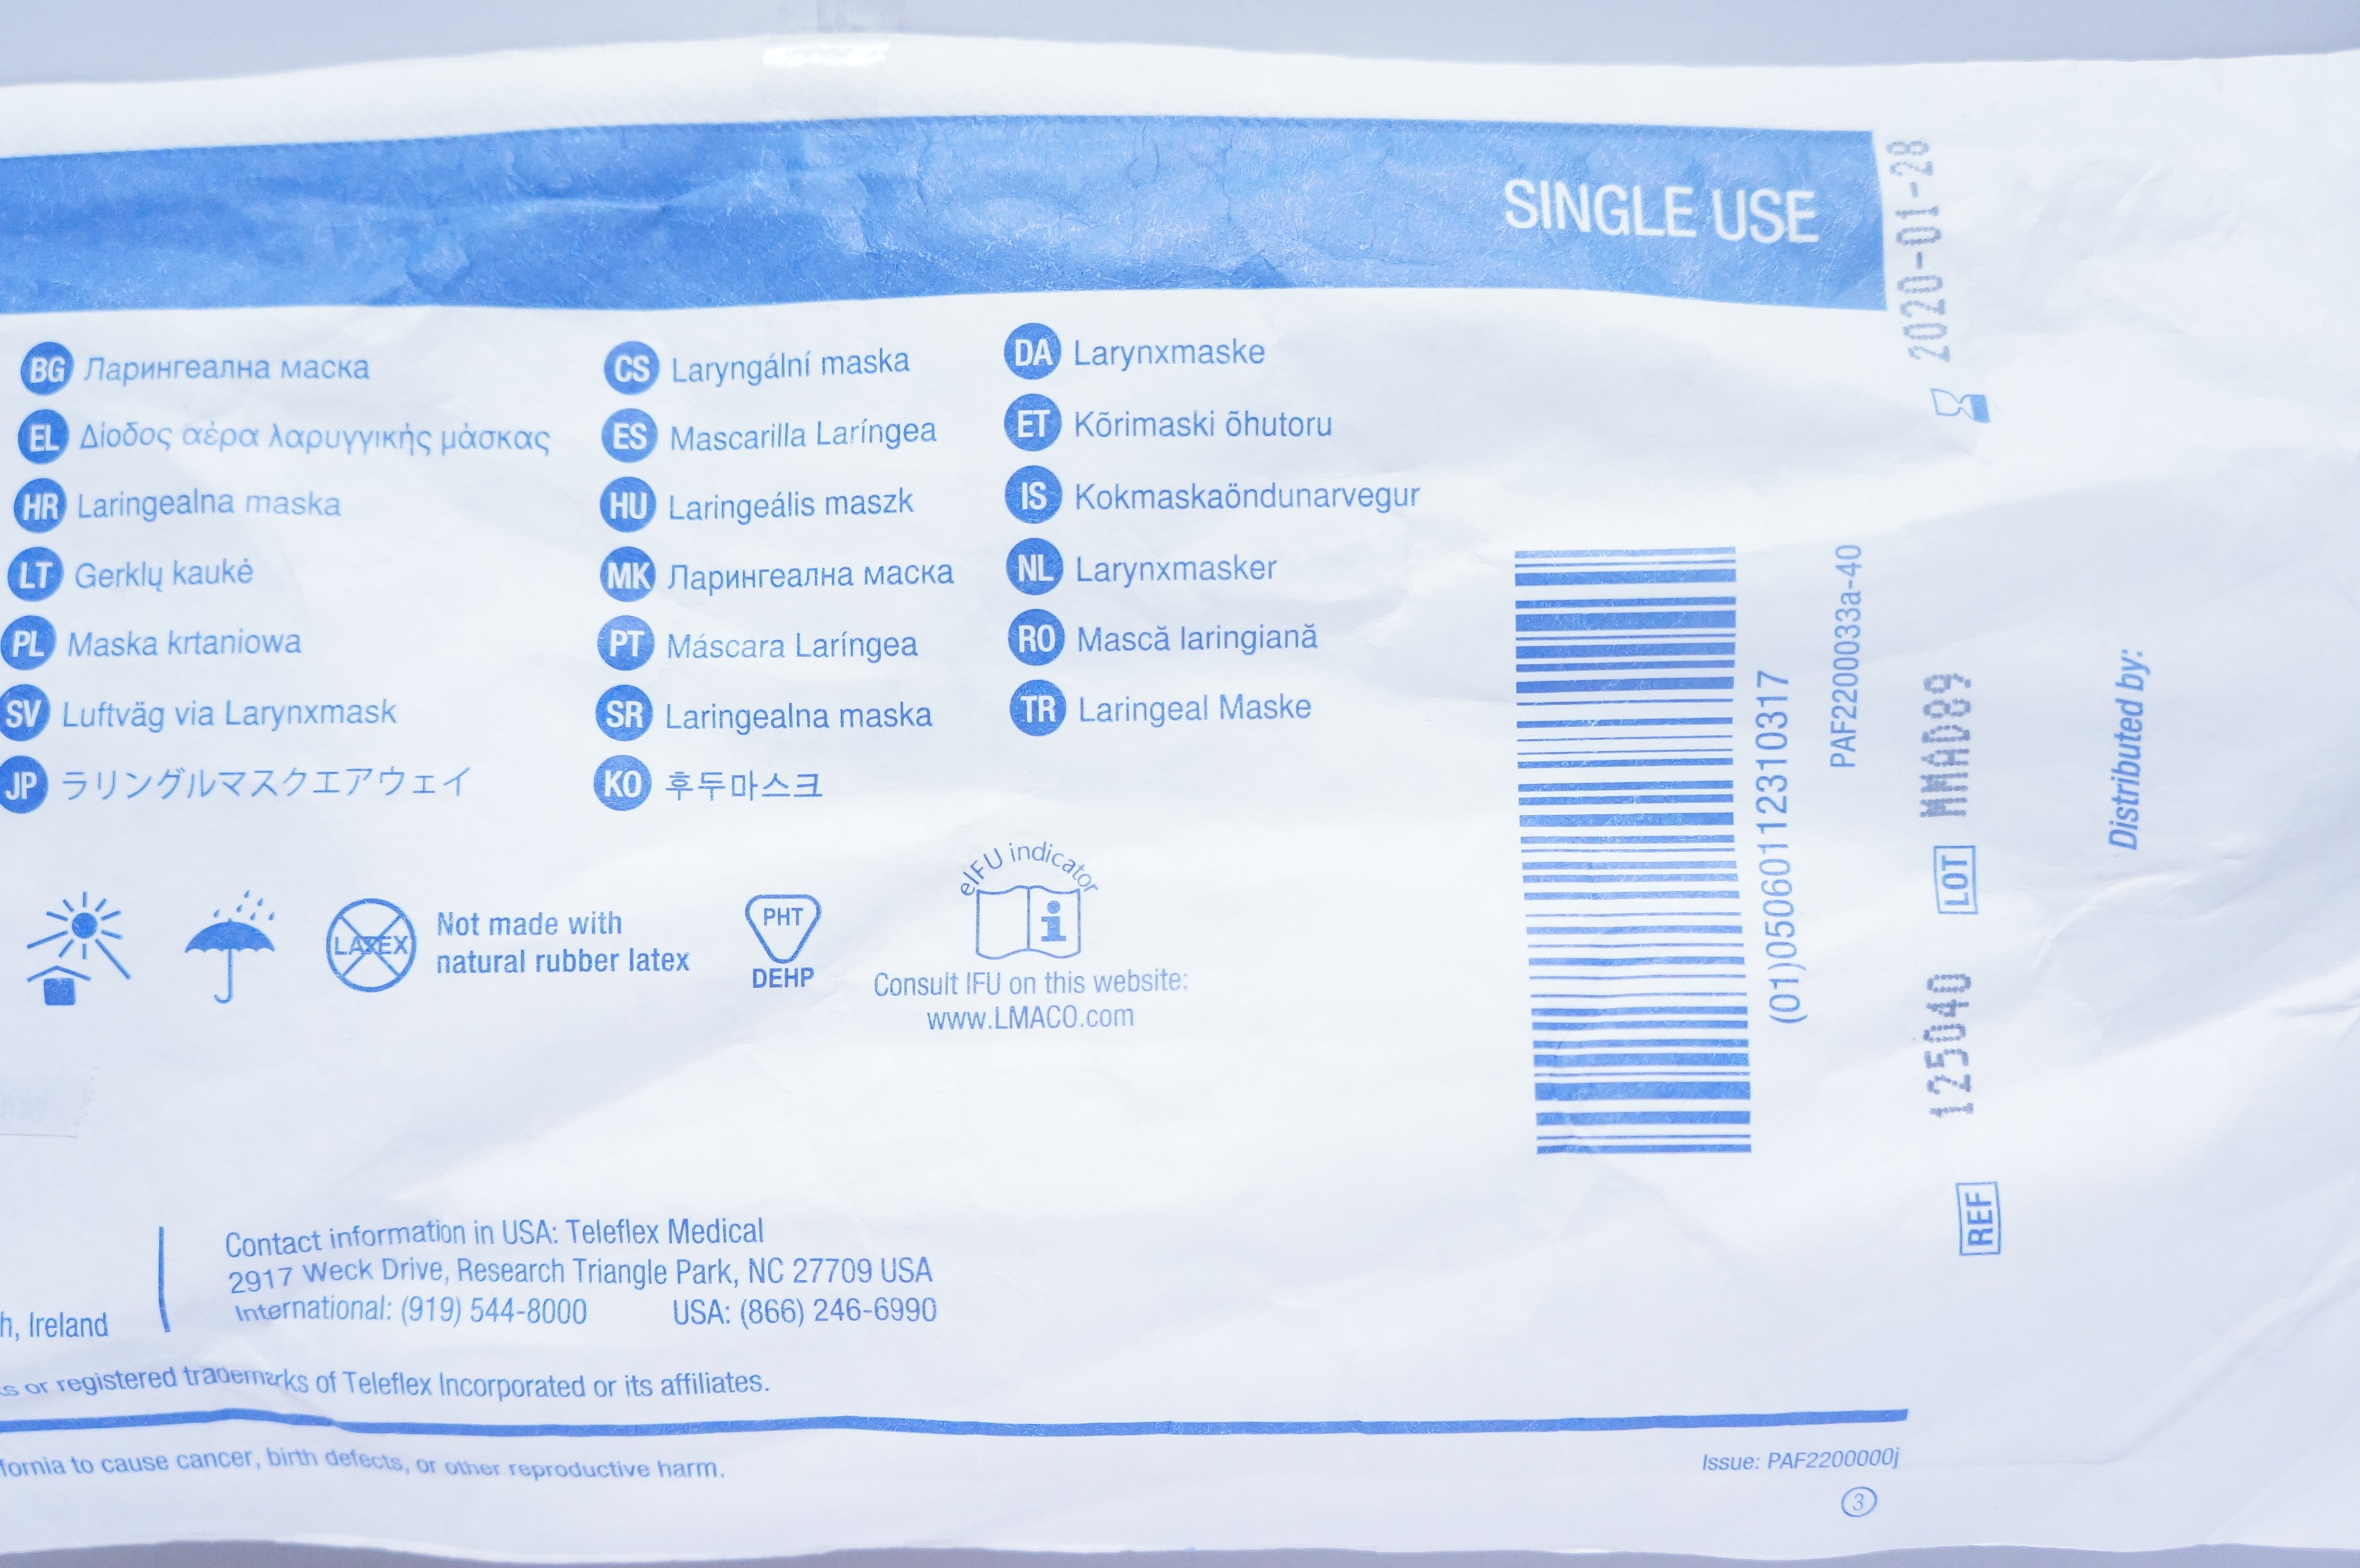 SINGLE USE
BG Ларингеална маска
EL Δίοδος αέρα λαρυγγικής μάσκας
HR Laringealna maska
LT Gerklų kaukė
PL Maska krtaniowa
SV Luftväg via Larynxmask
JP ラリングルマスクエアウェイ
CS Laryngální maska
ES Mascarilla Laríngea
HU Laringeális maszk
MK Ларингеална маска
PT Máscara Laríngea
SR Laringealna maska
KO 후두마스크
DA Larynxmaske
ET Kõrimaski õhutoru
IS Kokmaskaöndunarvegur
NL Larynxmasker
RO Mască laringiană
TR Laringeal Maske
LATEX
Not made with
natural rubber latex
PHT
DEHP
eIFU indicator
i
Consult IFU on this website:
www.LMACO.com
Contact information in USA: Teleflex Medical
2917 Weck Drive, Research Triangle Park, NC 27709 USA
International: (919) 544-8000 USA: (866) 246-6990
h, Ireland
s or registered trademarks of Teleflex Incorporated or its affiliates.
fornia to cause cancer, birth defects, or other reproductive harm.
Issue: PAF2200000j
3
(01)05060112310317
PAF2200033a-40
REF 125040 LOT MMAD89 2020-01-28
Distributed by: